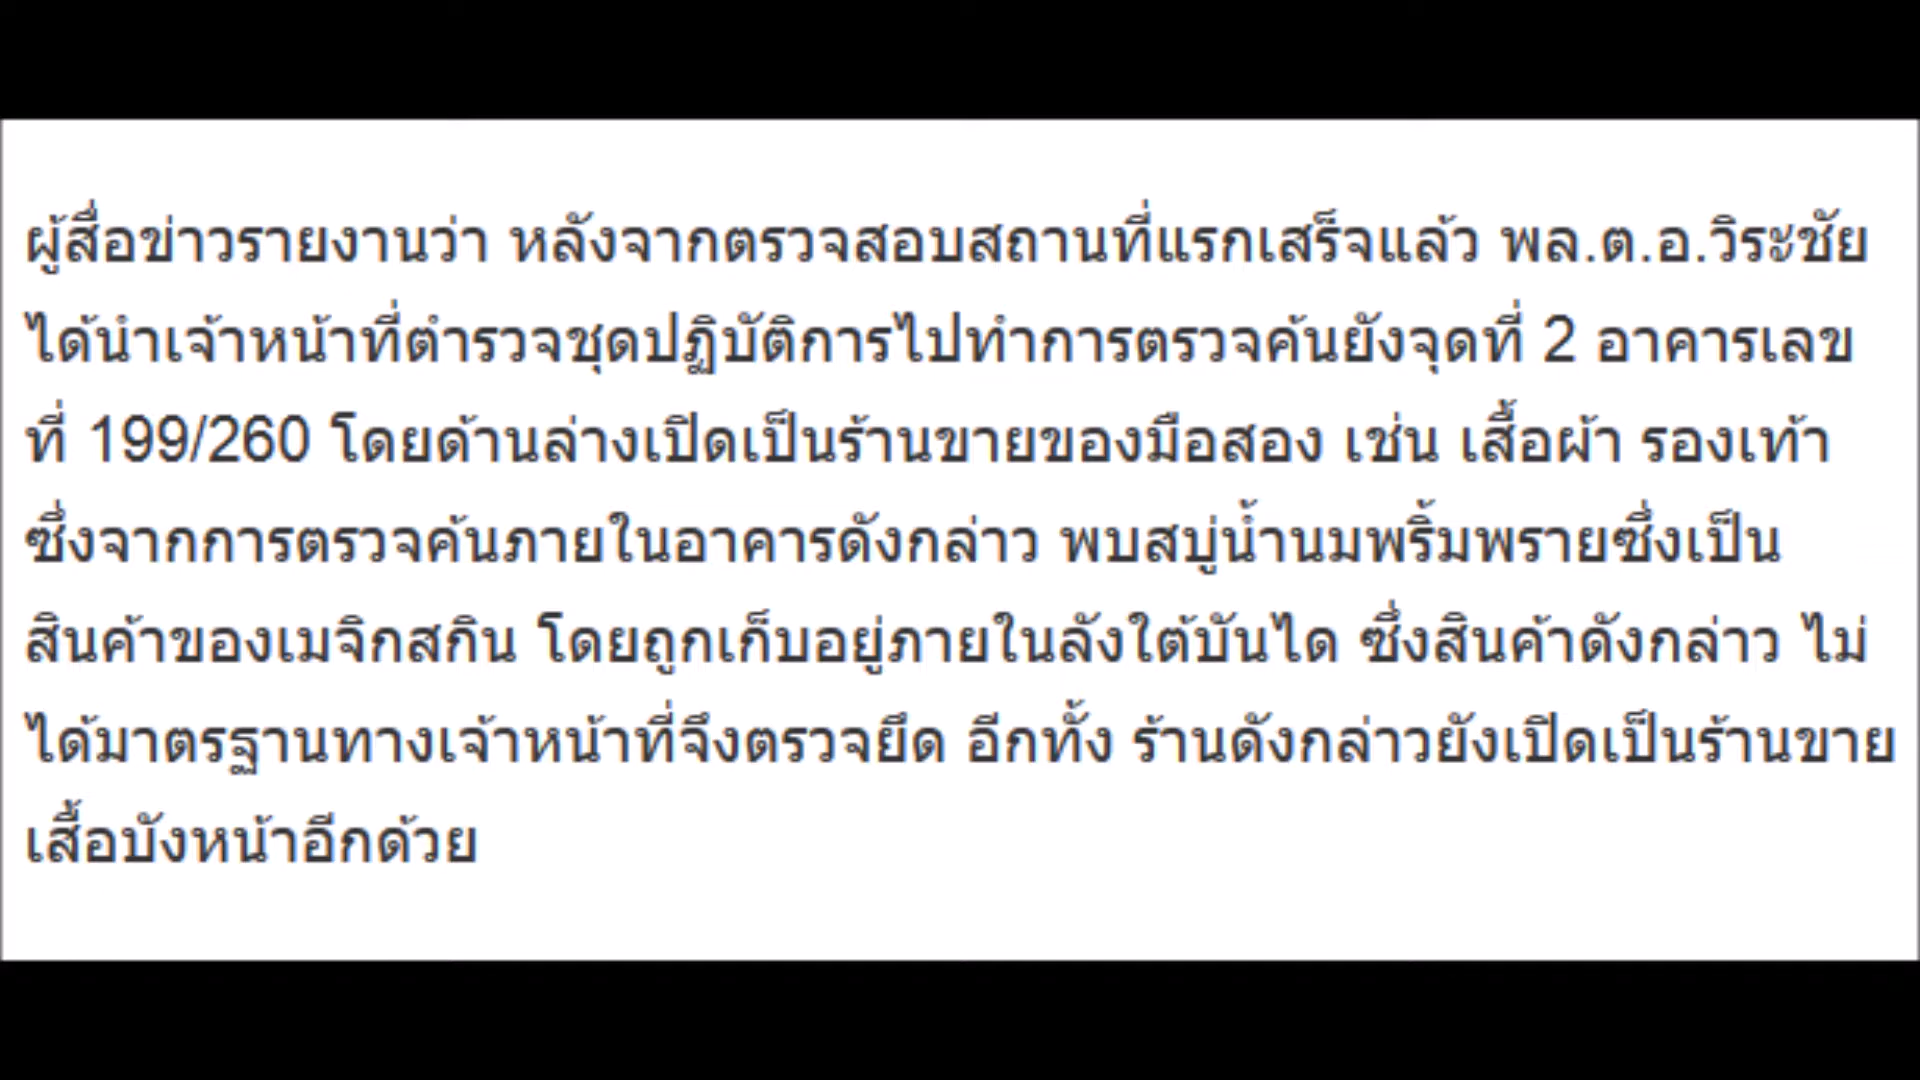 ผู้สื่อข่าวรายงานว่า หลังจากตรวจสอบสถานที่แรกเสร็จแล้ว พล.ต.อ.วิระชัย
ได้นำเจ้าหน้าที่ตำรวจชุดปฏิบัติการไปทำการตรวจค้นยังจุดที่ 2 อาคารเลข
ที่ 199/260 โดยด้านล่างเปิดเป็นร้านขายของมือสอง เช่น เสื้อผ้า รองเท้า
ซึ่งจากการตรวจค้นภายในอาคารดังกล่าว พบสบู่น้ำนมพริ้มพรายซึ่งเป็น
สินค้าของเมจิกสกิน โดยถูกเก็บอยู่ภายในลังใต้บันได ซึ่งสินค้าดังกล่าว ไม่
ได้มาตรฐานทางเจ้าหน้าที่จึงตรวจยึด อีกทั้ง ร้านดังกล่าวยังเปิดเป็นร้านขาย
เสื้อบังหน้าอีกด้วย